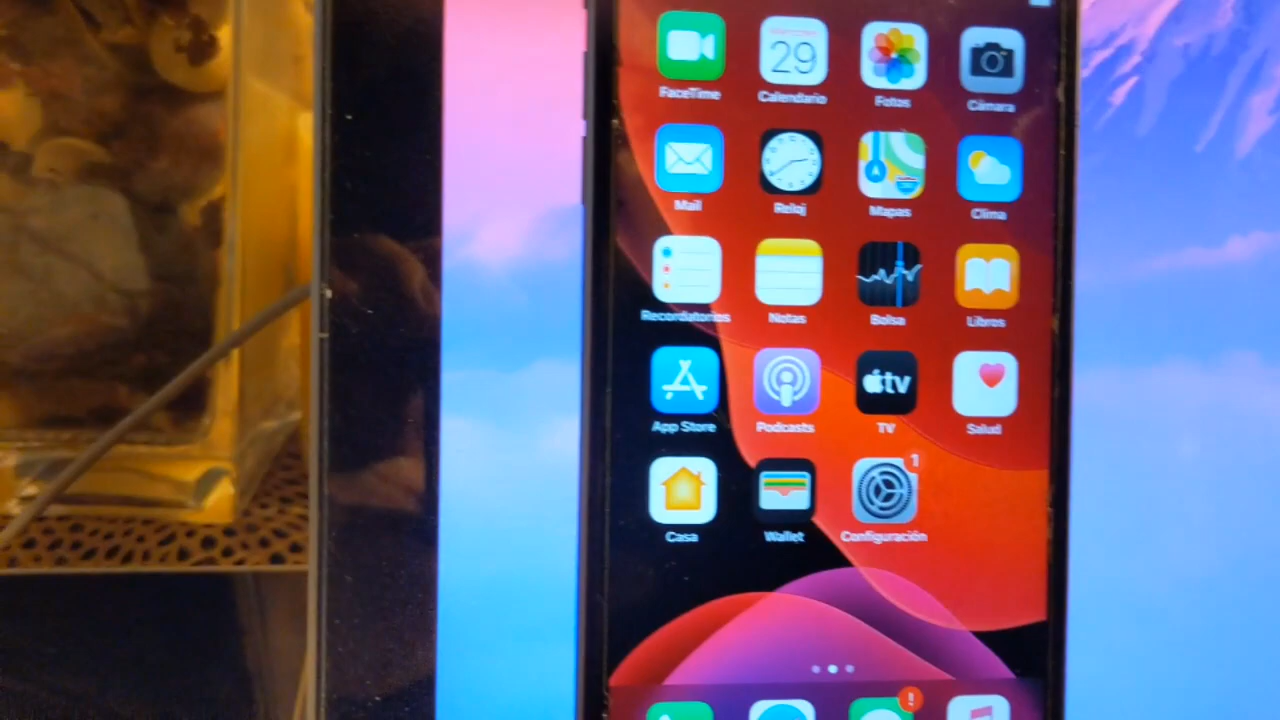 29
FaceTime Calendario Fotos Cámara
Mail Reloj Mapas Clima
Recordatorios Notas Bolsa Libros
tv
App Store Podcasts TV Salud
1
Casa Wallet Configuración
!